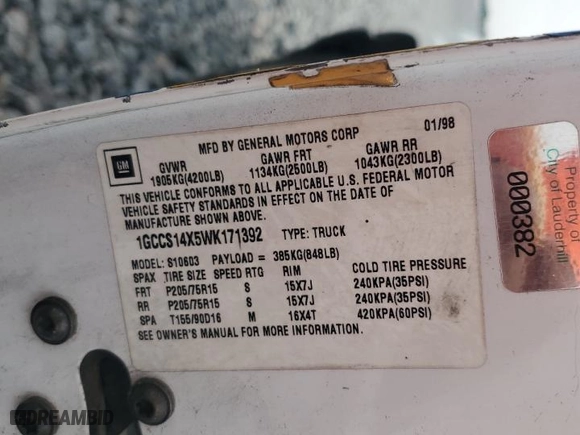 MFD BY GENERAL MOTORS CORP 01/98
GM
GVWR GAWR FRT GAWR RR
1905KG(4200LB) 1134KG(2500LB) 1043KG(2300LB)
THIS VEHICLE CONFORMS TO ALL APPLICABLE U.S. FEDERAL MOTOR
VEHICLE SAFETY STANDARDS IN EFFECT ON THE DATE OF
MANUFACTURE SHOWN ABOVE.
1GCCS14X5WK171392 TYPE: TRUCK
MODEL: S10603 PAYLOAD = 385KG(848LB)
SPAX TIRE SIZE SPEED RTG RIM COLD TIRE PRESSURE
FRT P205/75R15 S 15X7J 240KPA(35PSI)
RR P205/75R15 S 15X7J 240KPA(35PSI)
SPA T155/90D16 M 16X4T 420KPA(60PSI)
SEE OWNER'S MANUAL FOR MORE INFORMATION.
Property of
City of Lauderhill
0000382
DREAMBID